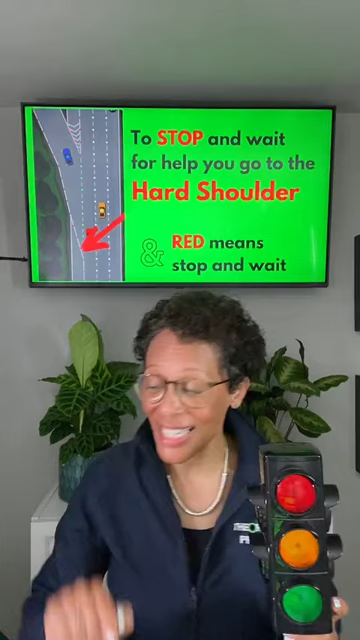 To STOP and wait
for help you go to the
Hard Shoulder
& RED means
stop and wait